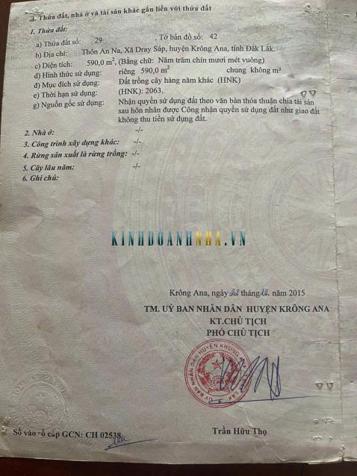 II. Thửa đất, nhà ở và tài sản khác gắn liền với thửa đất
1. Thửa đất:
a) Thửa đất số: 29 , Tờ bản đồ số: 42
b) Địa chỉ: Thôn An Na, Xã Dray Sáp, huyện Krông Ana, tỉnh Đắk Lắk
c) Diện tích: 590,0 m², (Bằng chữ: Năm trăm chín mươi mét vuông)
d) Hình thức sử dụng: riêng 590,0 m² chung không m²
đ) Mục đích sử dụng: Đất trồng cây hàng năm khác (HNK)
e) Thời hạn sử dụng: (HNK): 2063.
g) Nguồn gốc sử dụng: Nhận quyền sử dụng đất theo văn bản thỏa thuận chia tài sản
sau hôn nhân được Công nhận quyền sử dụng đất như giao đất
không thu tiền sử dụng đất.
2. Nhà ở: -/-
3. Công trình xây dựng khác: -/-
4. Rừng sản xuất là rừng trồng: -/-
5. Cây lâu năm: -/-
6. Ghi chú:
KINHDOANHNHA.VN
Krông Ana, ngày tháng năm 2015
TM. UỶ BAN NHÂN DÂN HUYỆN KRÔNG ANA
KT.CHỦ TỊCH
PHÓ CHỦ TỊCH
Trần Hữu Thọ
Số vào sổ cấp GCN: CH 02538